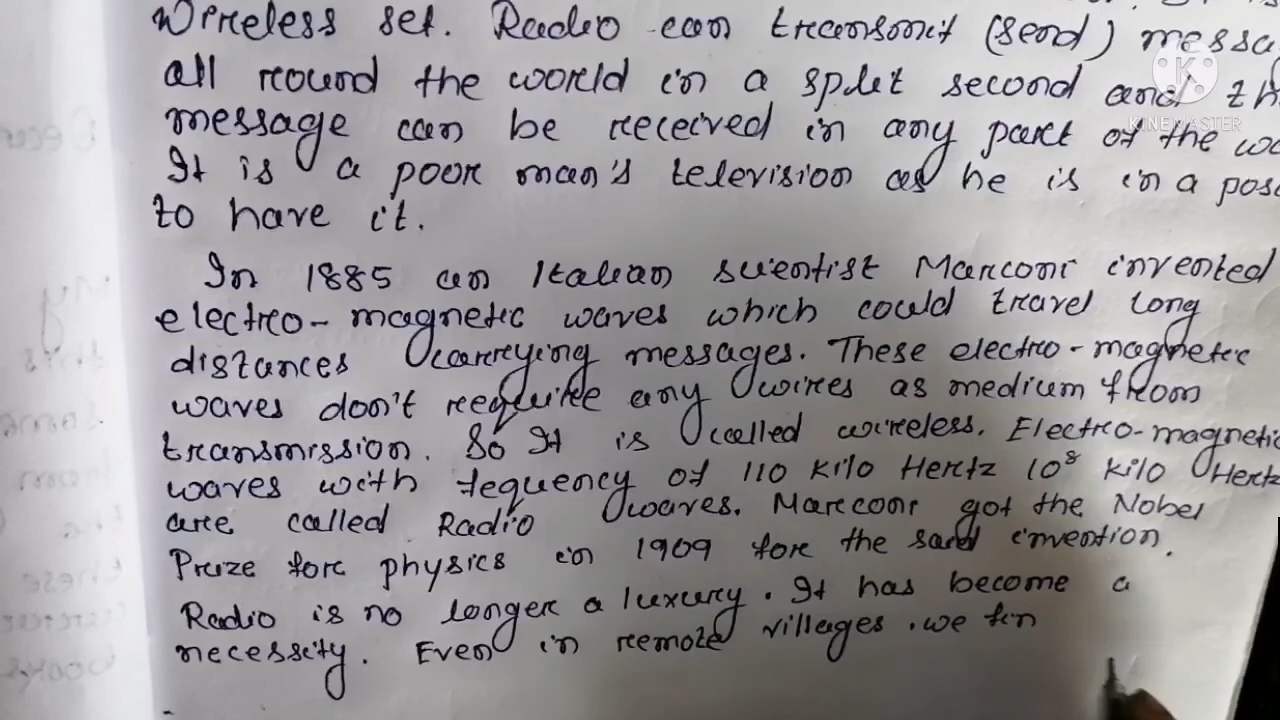 Wireless set. Radio can transmit (send) messa
all round the world in a split second and th
message can be received in any part of the wo
It is a poor man's television as he is in a posi
to have it.
In 1885 an Italian scientist Marconi invented
electro-magnetic waves which could travel long
distances carrying messages. These electro-magnetic
waves don't require any wires as medium from
transmission. So It is called wireless. Electro-magnetic
waves with fequency of 110 Kilo Hertz 10⁸ Kilo Hertz
are called Radio waves. Marconi got the Nobel
Prize for physics in 1909 for the said invention.
Radio is no longer a luxury. It has become a
necessity. Even in remote villages. we fin
K
KINEMASTER